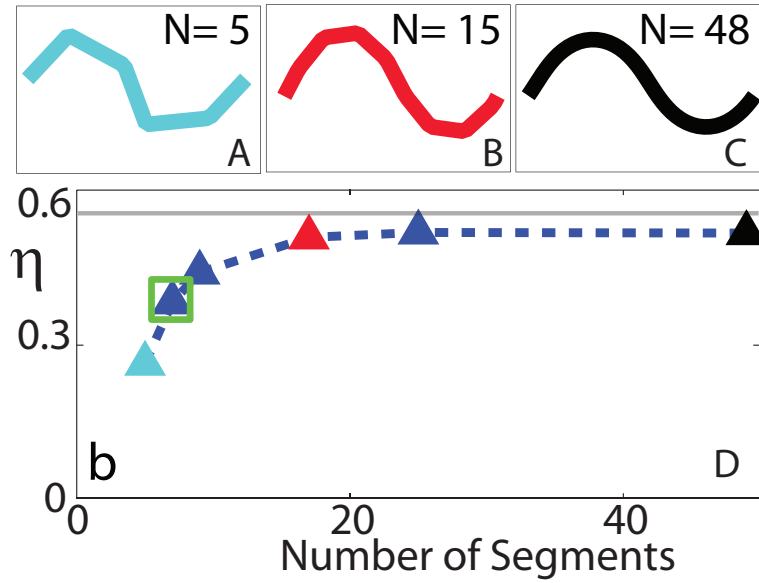 N= 5
A
N= 15
B
N= 48
C
0.6
η
0.3
b
D
0
0
20
40
Number of Segments